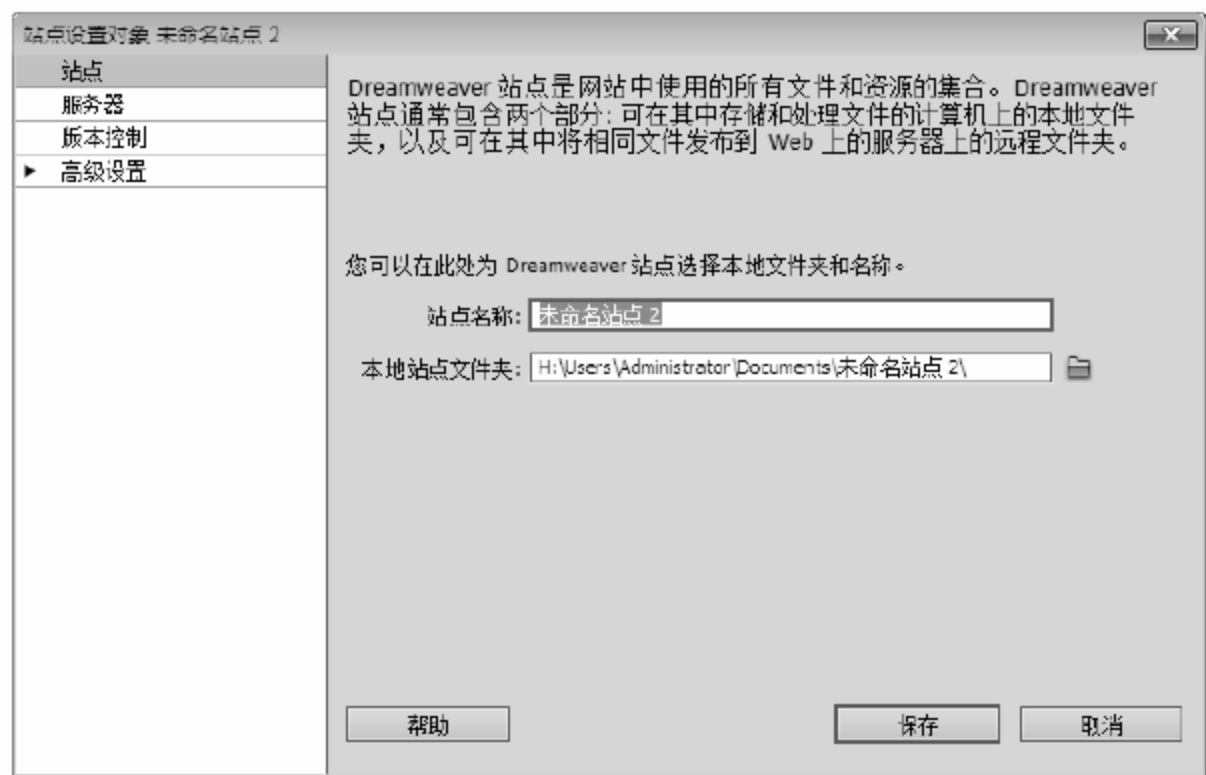 站点设置对象 未命名站点 2
站点
服务器
版本控制
高级设置
Dreamweaver 站点是网站中使用的所有文件和资源的集合。Dreamweaver
站点通常包含两个部分：可在其中存储和处理文件的计算机上的本地文件
夹，以及可在其中将相同文件发布到 Web 上的服务器上的远程文件夹。
您可以在此处为 Dreamweaver 站点选择本地文件夹和名称。
站点名称：未命名站点 2
本地站点文件夹：H:\Users\Administrator\Documents\未命名站点 2\
帮助
保存
取消